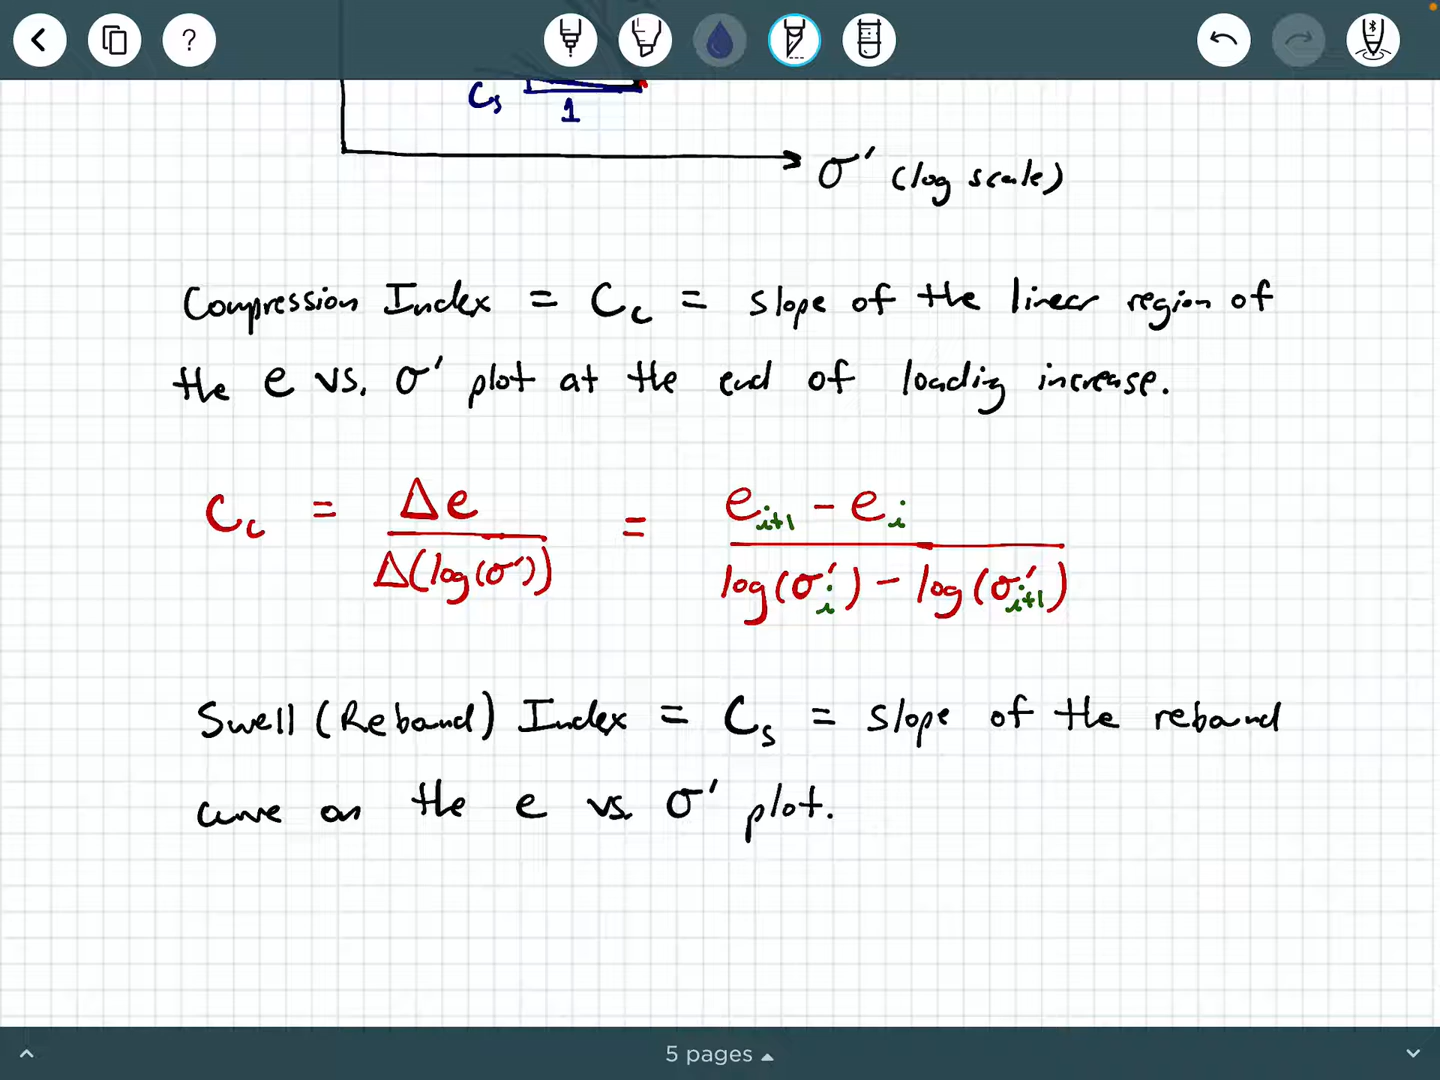 ?
Cs
1
σ' (log scale)
Compression Index = Cc = slope of the linear region of
the e vs. σ' plot at the end of loading increase.
Cc = Δe / Δ(log(σ')) = (e_{i+1} - e_i) / (log(σ'_i) - log(σ'_{i+1}))
Swell (Rebound) Index = Cs = slope of the rebound
curve on the e vs. σ' plot.
5 pages